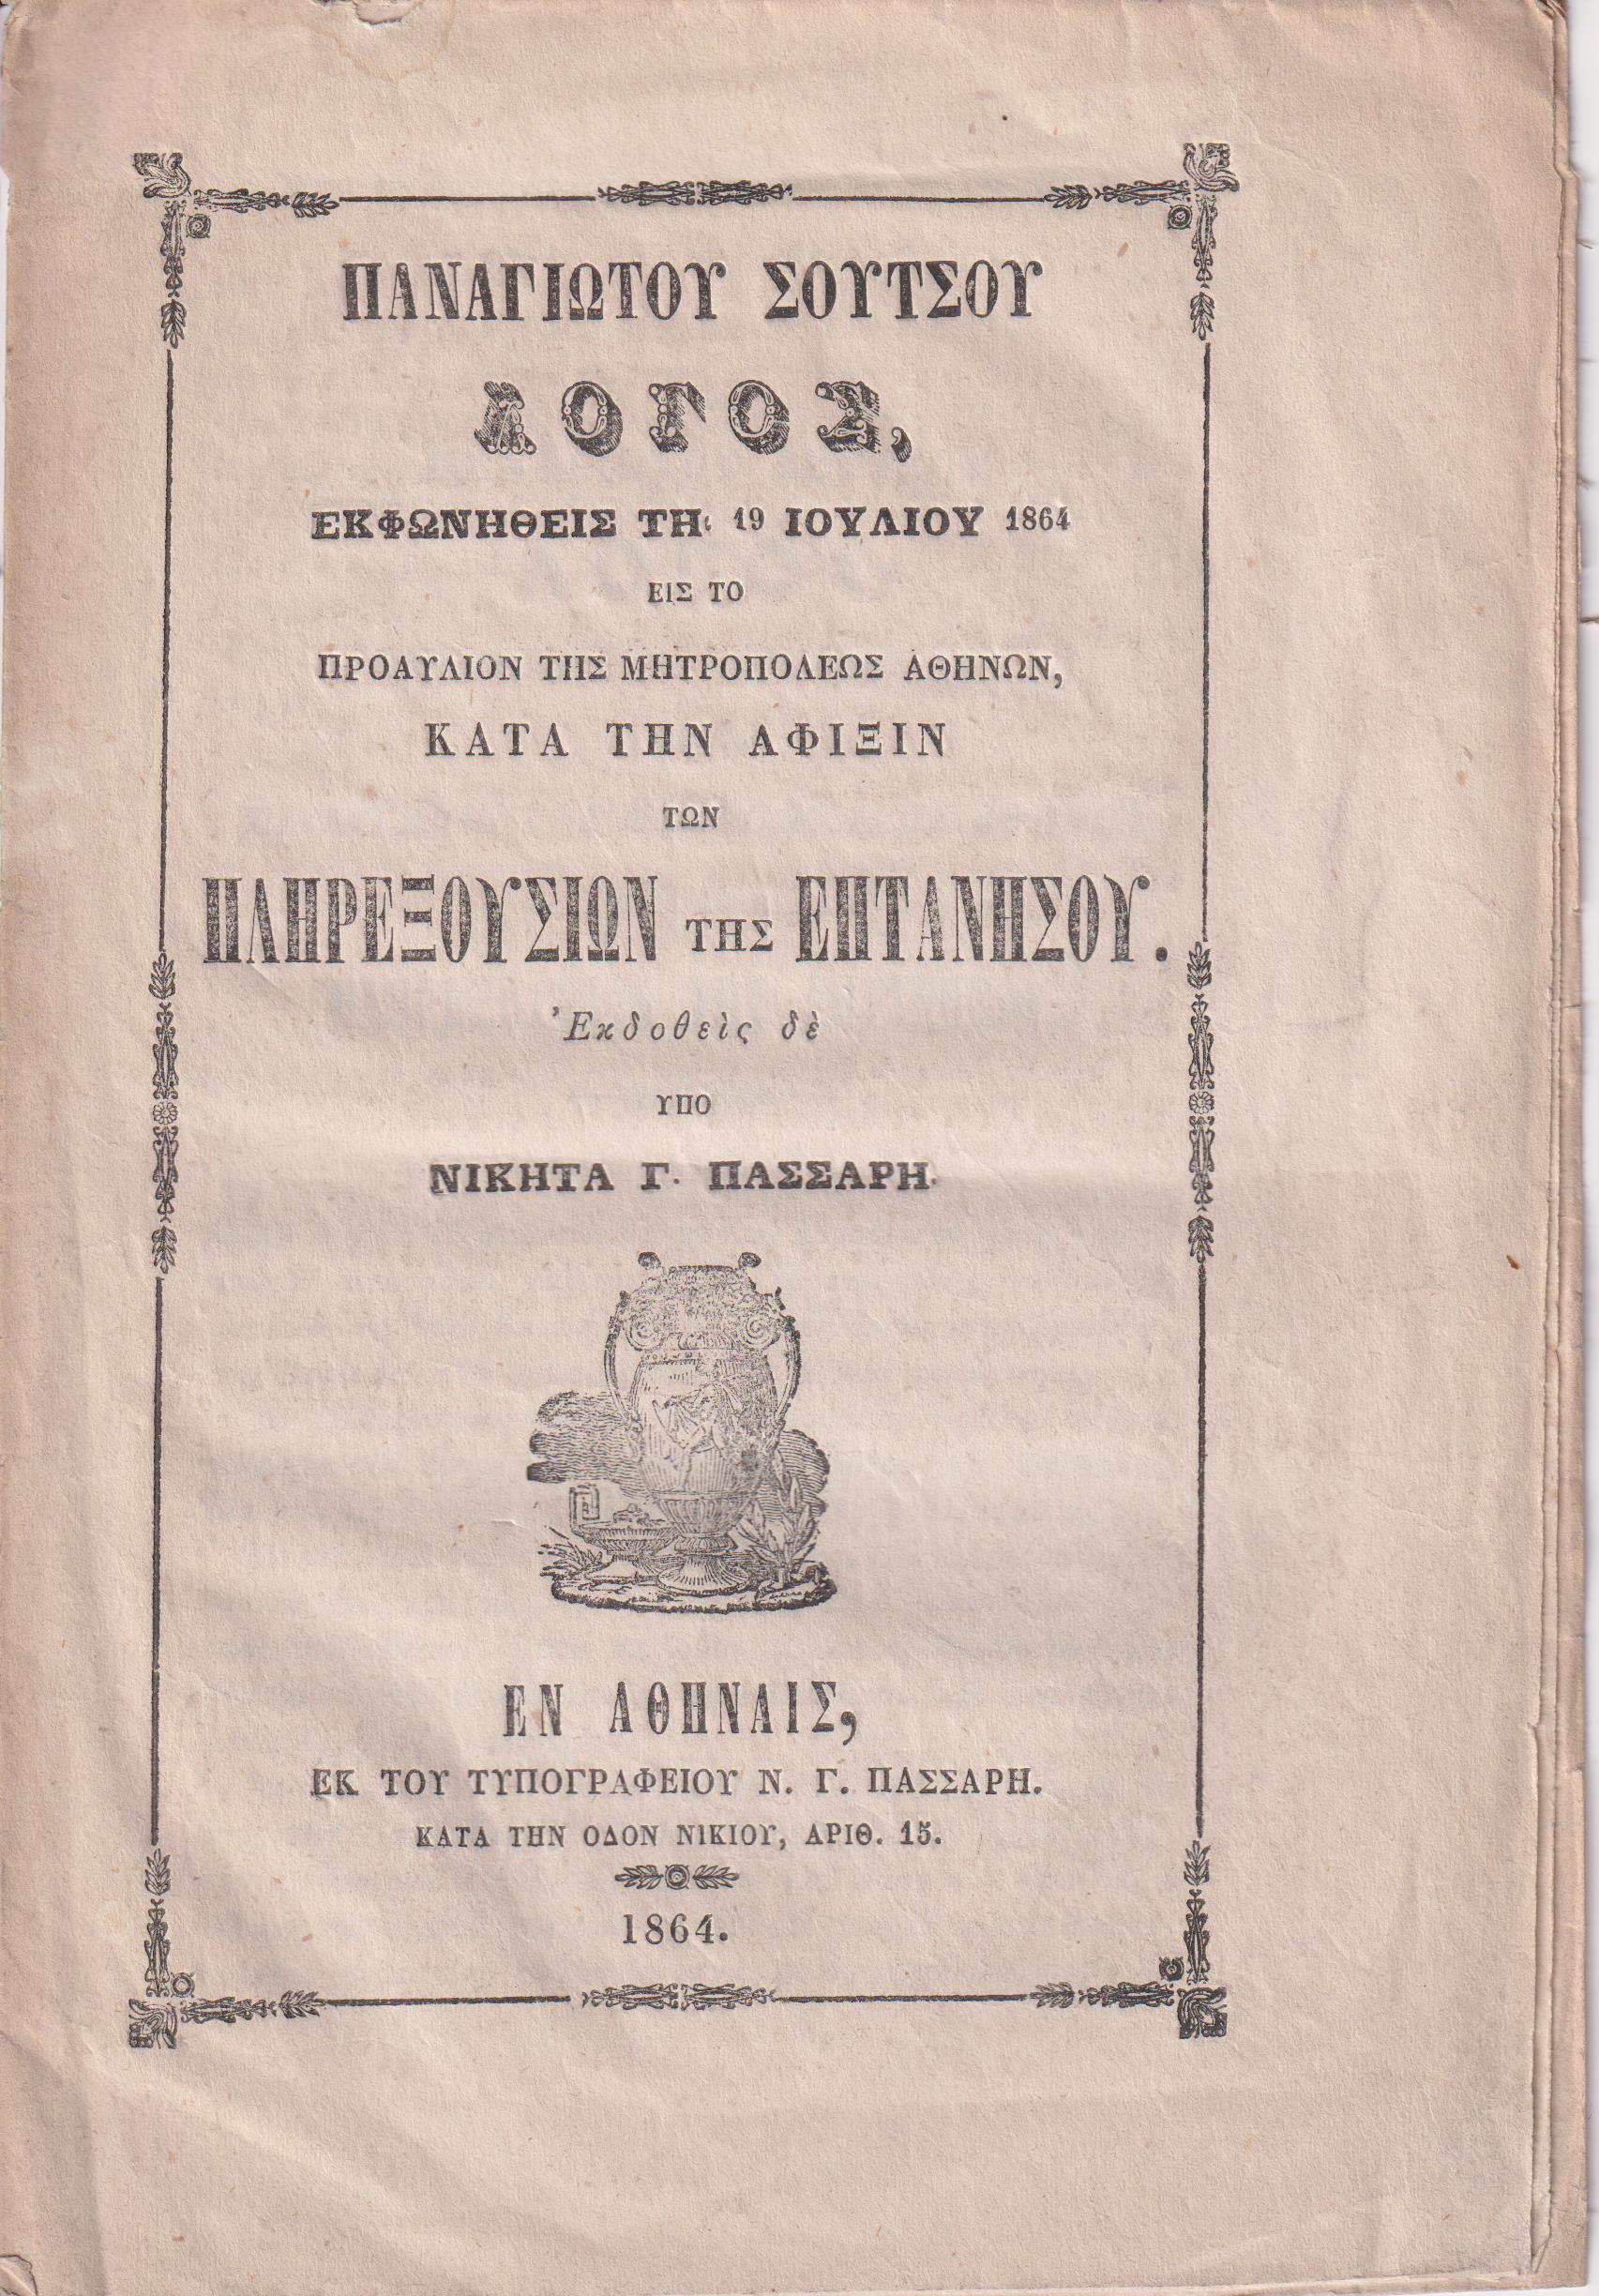 ΠΑΝΑΓΙΩΤΟΥ ΣΟΥΤΣΟΥ
ΛΟΓΟΣ,
ΕΚΦΩΝΗΘΕΙΣ ΤΗι 19 ΙΟΥΛΙΟΥ 1864
ΕΙΣ ΤΟ
ΠΡΟΑΥΛΙΟΝ ΤΗΣ ΜΗΤΡΟΠΟΛΕΩΣ ΑΘΗΝΩΝ,
ΚΑΤΑ ΤΗΝ ΑΦΙΞΙΝ
ΤΩΝ
ΠΛΗΡΕΞΟΥΣΙΩΝ ΤΗΣ ΕΠΤΑΝΗΣΟΥ.
Ἐκδοθεὶς δὲ
ΥΠΟ
ΝΙΚΗΤΑ Γ. ΠΑΣΣΑΡΗ.
ΕΝ ΑΘΗΝΑΙΣ,
ΕΚ ΤΟΥ ΤΥΠΟΓΡΑΦΕΙΟΥ Ν. Γ. ΠΑΣΣΑΡΗ.
ΚΑΤΑ ΤΗΝ ΟΔΟΝ ΝΙΚΙΟΥ, ΑΡΙΘ. 15.
1864.